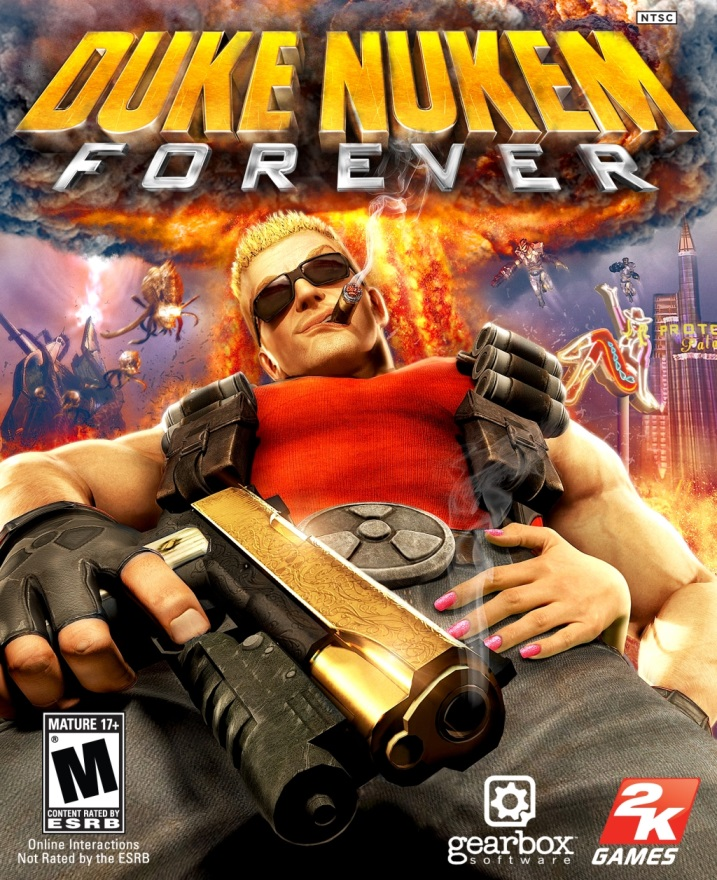 NTSC
DUKE NUKEM
FOREVER
PROTE
MATURE 17+
M
®
CONTENT RATED BY
ESRB
Online Interactions
Not Rated by the ESRB
gearbox
software
2K
GAMES